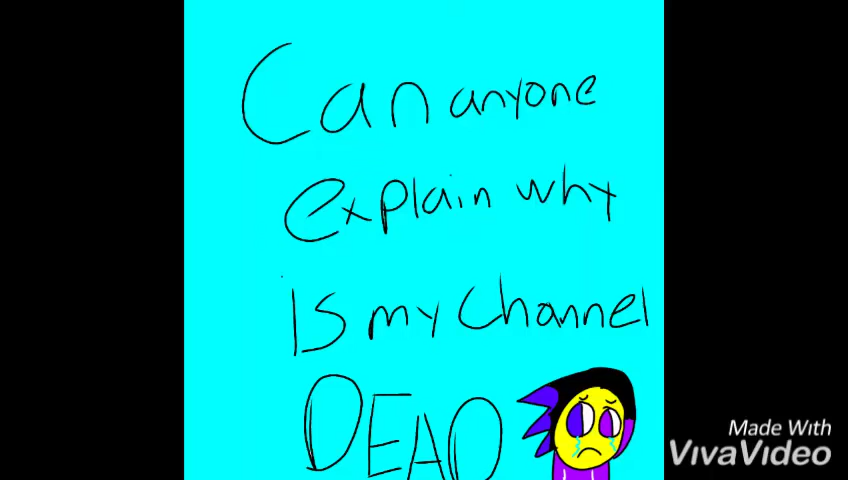 Can anyone
explain why
is my channel
DEAD
Made With
VivaVideo